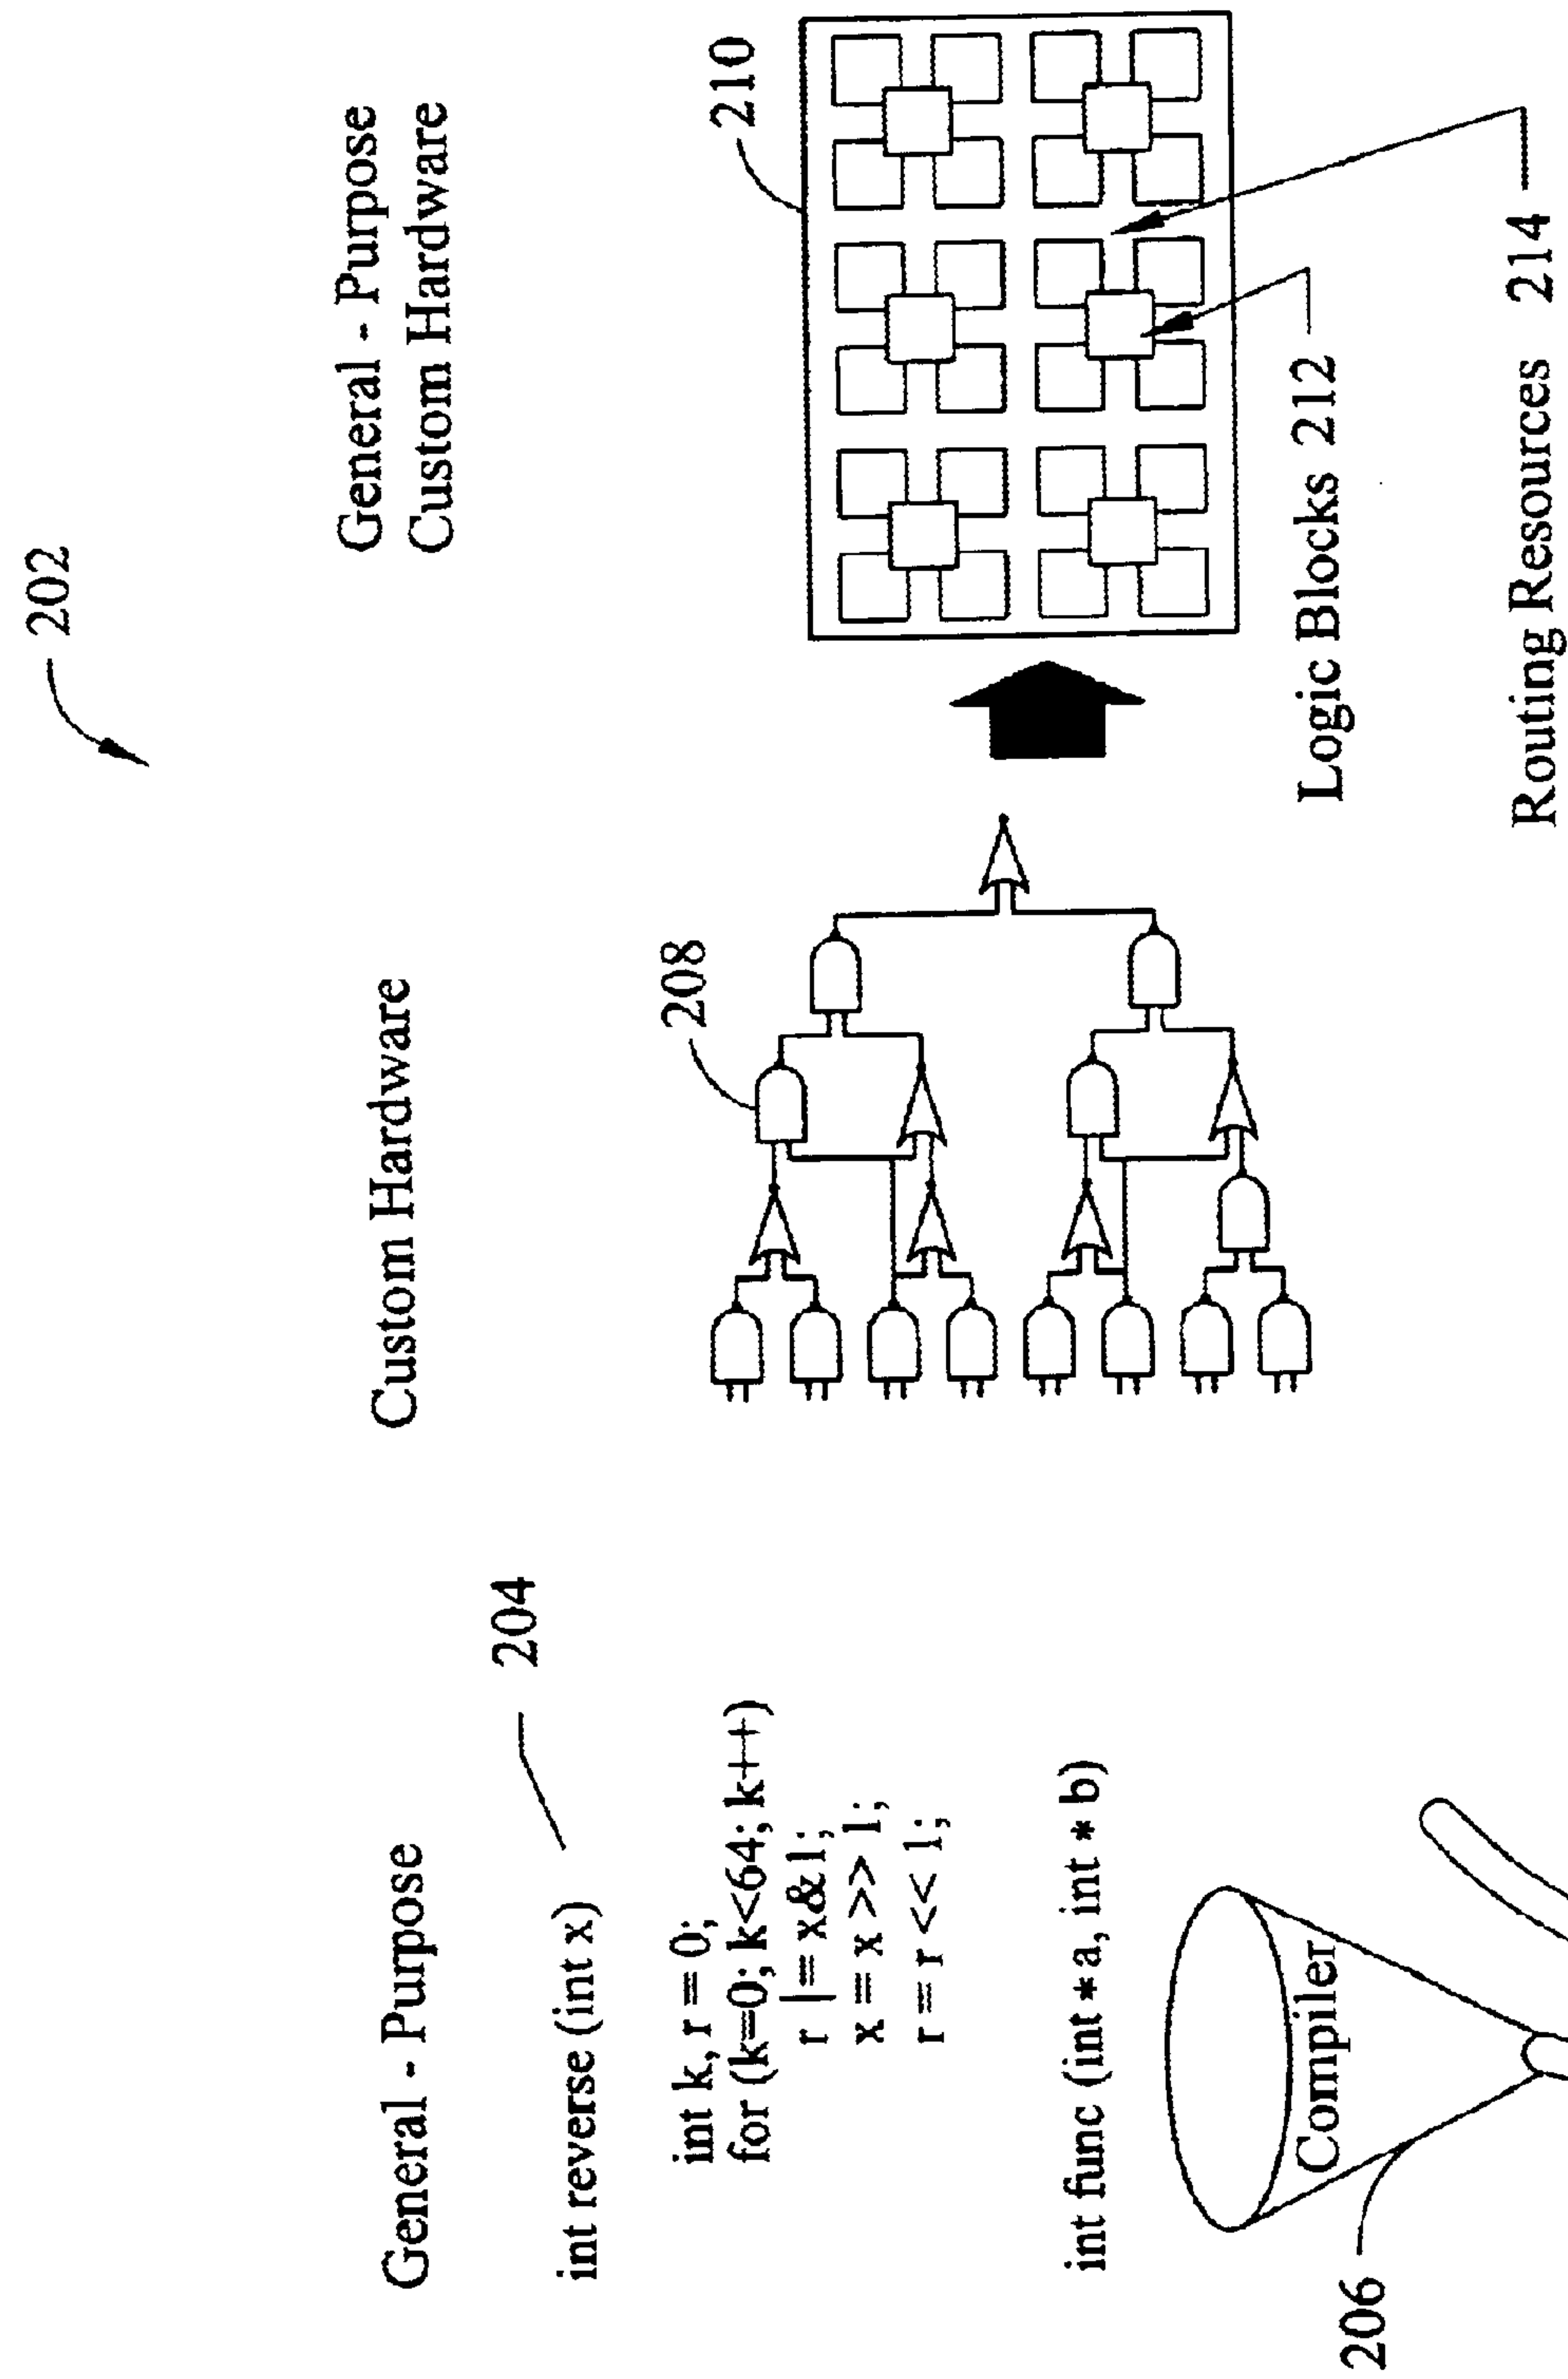 202
General - Purpose
int reverse (int x)
204
int k, r = 0;
for (k=0; k<64; k++)
r |= x&1;
x = x >> 1;
r = r << 1;
int func (int *a, int * b)
Compiler
206
Custom Hardware
208
General - Purpose
Custom Hardware
210
Logic Blocks 212
Routing Resources 214